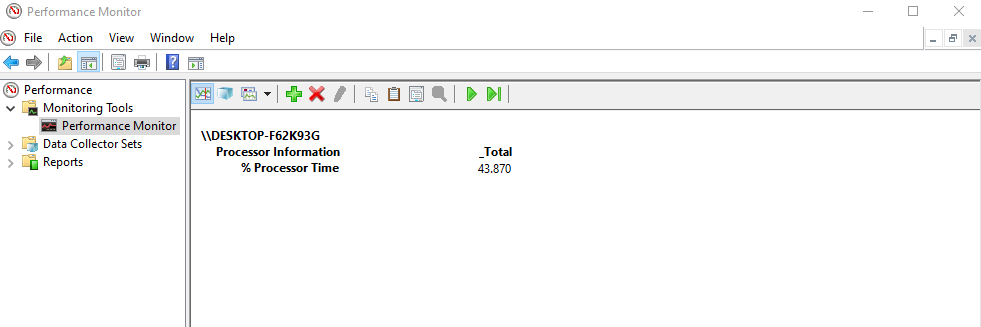 Performance Monitor
File Action View Window Help
Performance
Monitoring Tools
Performance Monitor
Data Collector Sets
Reports
\\DESKTOP-F62K93G
Processor Information _Total
% Processor Time 43.870